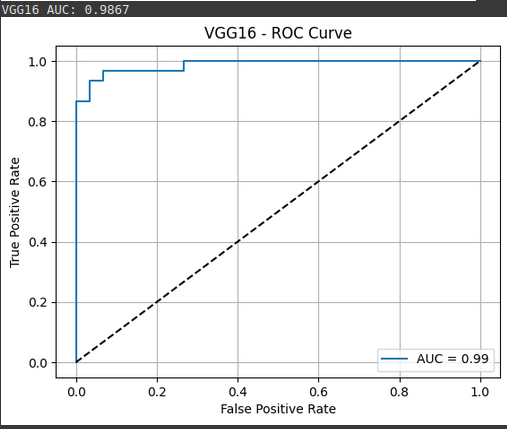 VGG16 AUC: 0.9867
VGG16 - ROC Curve
True Positive Rate
1.0
0.8
0.6
0.4
0.2
0.0
AUC = 0.99
0.0 0.2 0.4 0.6 0.8 1.0
False Positive Rate